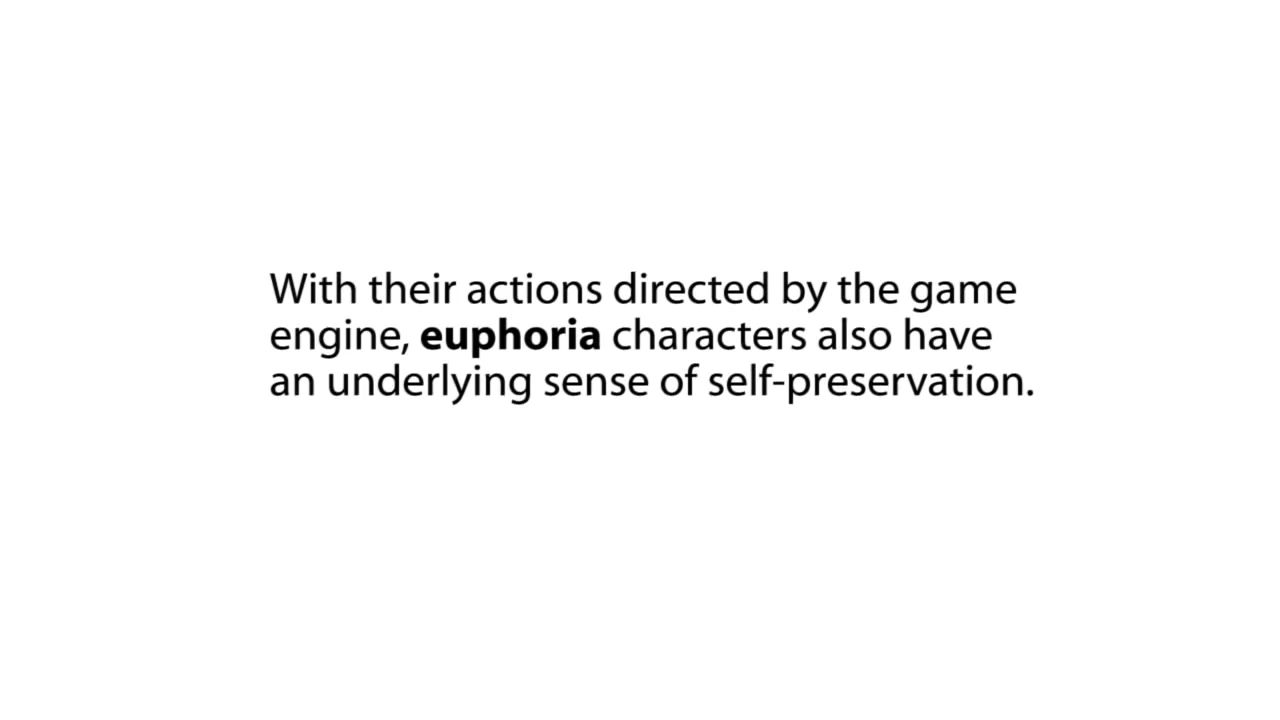 With their actions directed by the game
engine, euphoria characters also have
an underlying sense of self-preservation.